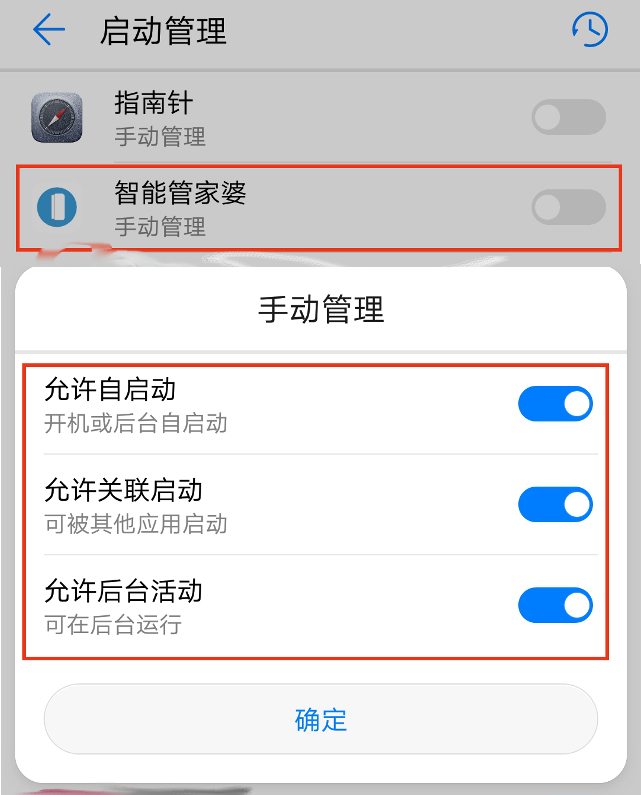 启动管理
指南针
手动管理
智能管家婆
手动管理
手动管理
允许自启动
开机或后台自启动
允许关联启动
可被其他应用启动
允许后台活动
可在后台运行
确定